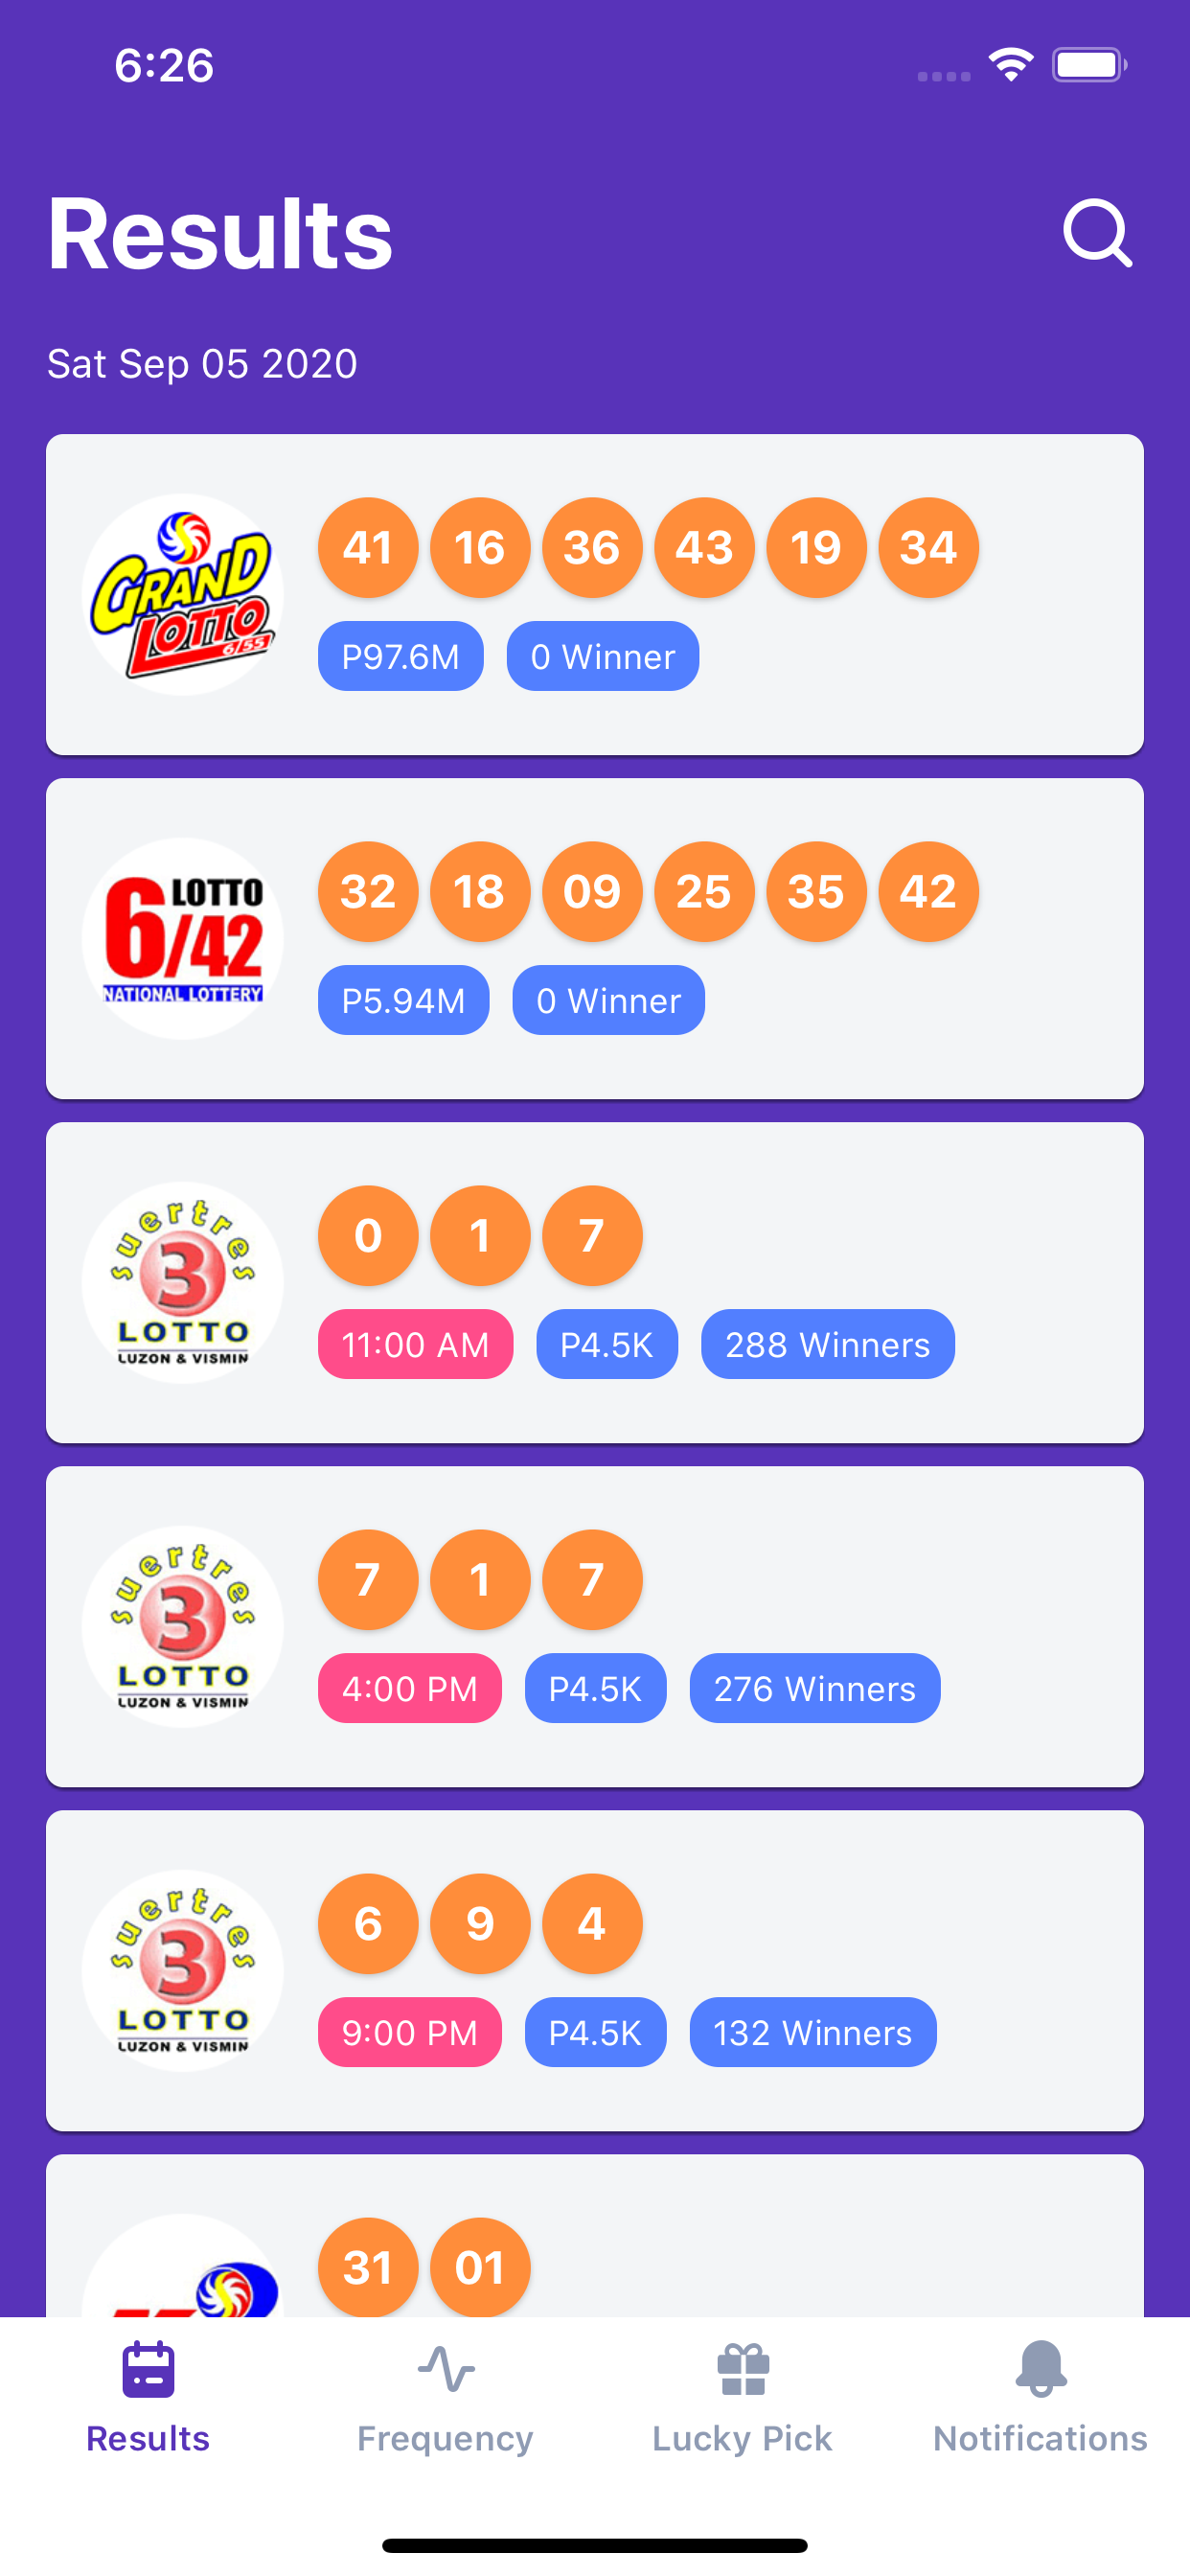 6:26
Results
Sat Sep 05 2020
GRAND
LOTTO
6/55
41 16 36 43 19 34
P97.6M 0 Winner
LOTTO
6/42
NATIONAL LOTTERY
32 18 09 25 35 42
P5.94M 0 Winner
suertres
3
LOTTO
LUZON & VISMIN
0 1 7
11:00 AM P4.5K 288 Winners
suertres
3
LOTTO
LUZON & VISMIN
7 1 7
4:00 PM P4.5K 276 Winners
suertres
3
LOTTO
LUZON & VISMIN
6 9 4
9:00 PM P4.5K 132 Winners
31 01
Results Frequency Lucky Pick Notifications